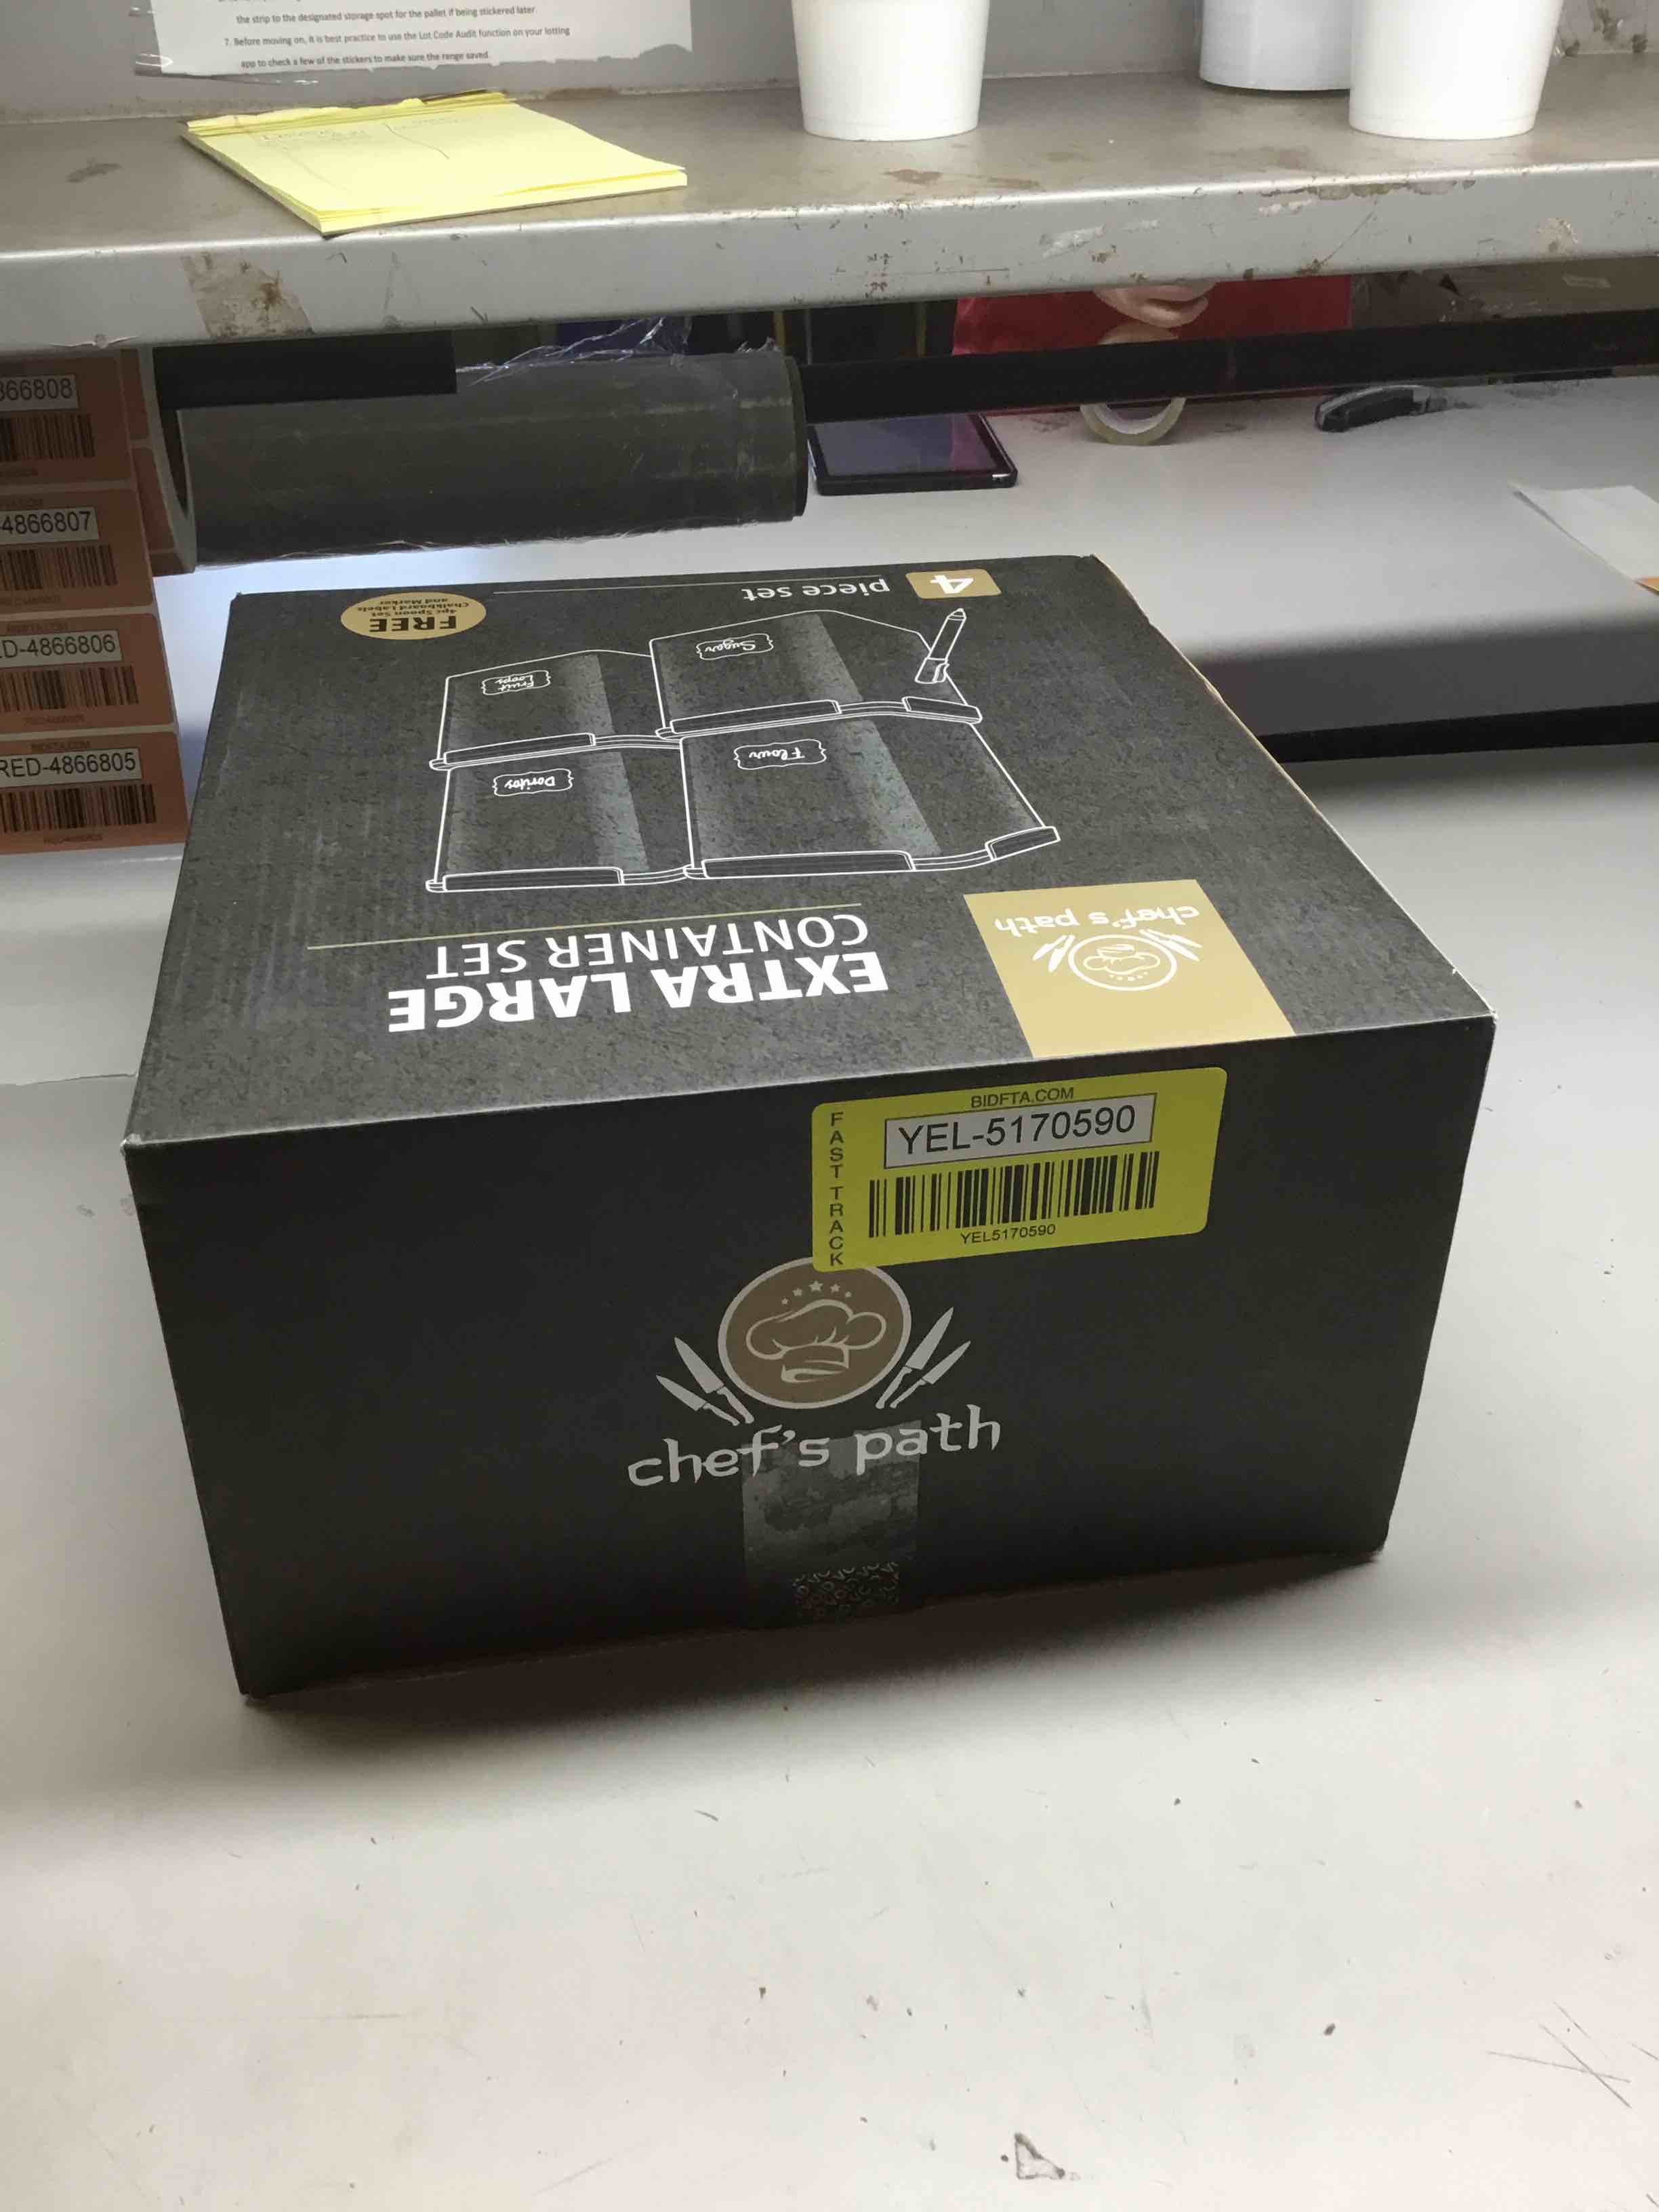 the strip to the designated storage spot for the pallet if being stickered later.
7. Before moving on, it is best practice to use the Lot Code Audit function on your lotting
app to check a few of the stickers to make sure the range saved.
866808
4866807
D-4866806
BIDFTA.COM
RED-4866805
RED4866805
4
piece set
FREE
4pc Spoon Set
Chalkboard Labels
and Marker
Sugar
Fruit
Loops
Flour
Doritos
chef's path
EXTRA LARGE
CONTAINER SET
FAST TRACK
BIDFTA.COM
YEL-5170590
YEL5170590
chef's path